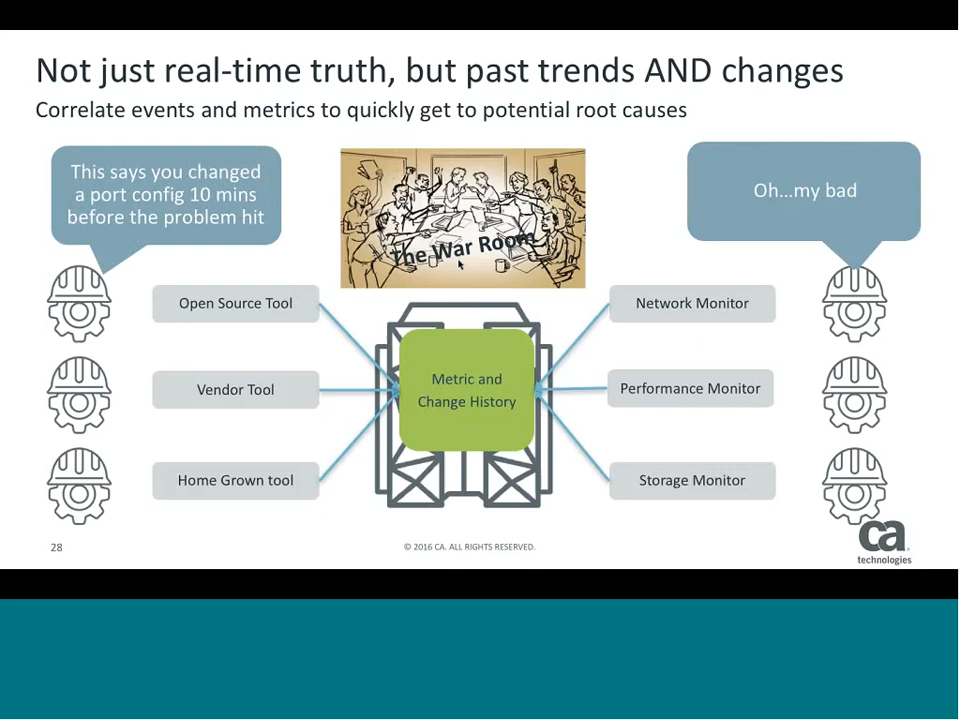 Not just real-time truth, but past trends AND changes
Correlate events and metrics to quickly get to potential root causes
This says you changed
a port config 10 mins
before the problem hit
The War Room
Oh...my bad
Open Source Tool
Vendor Tool
Home Grown tool
Metric and
Change History
Network Monitor
Performance Monitor
Storage Monitor
28
© 2016 CA. ALL RIGHTS RESERVED.
ca
technologies